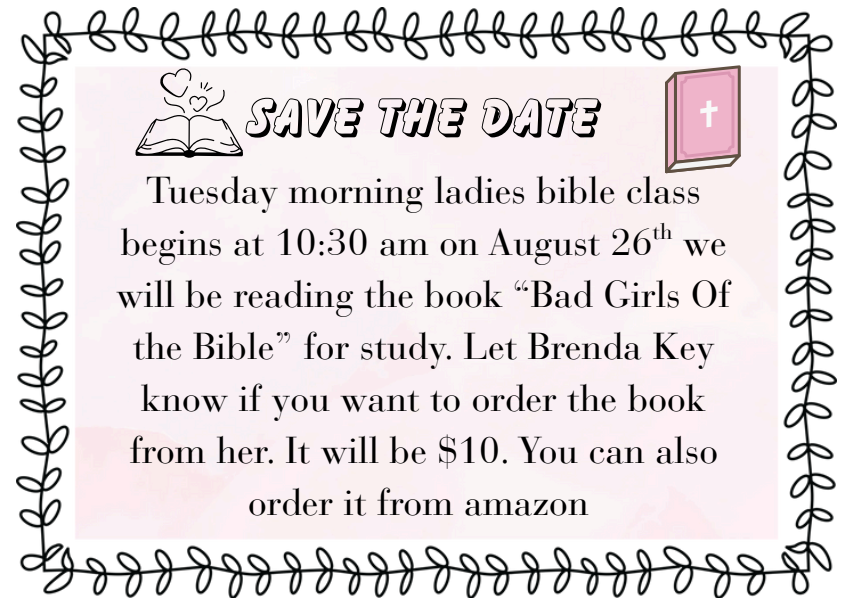 SAVE THE DATE
Tuesday morning ladies bible class
begins at 10:30 am on August 26th we
will be reading the book “Bad Girls Of
the Bible” for study. Let Brenda Key
know if you want to order the book
from her. It will be $10. You can also
order it from amazon